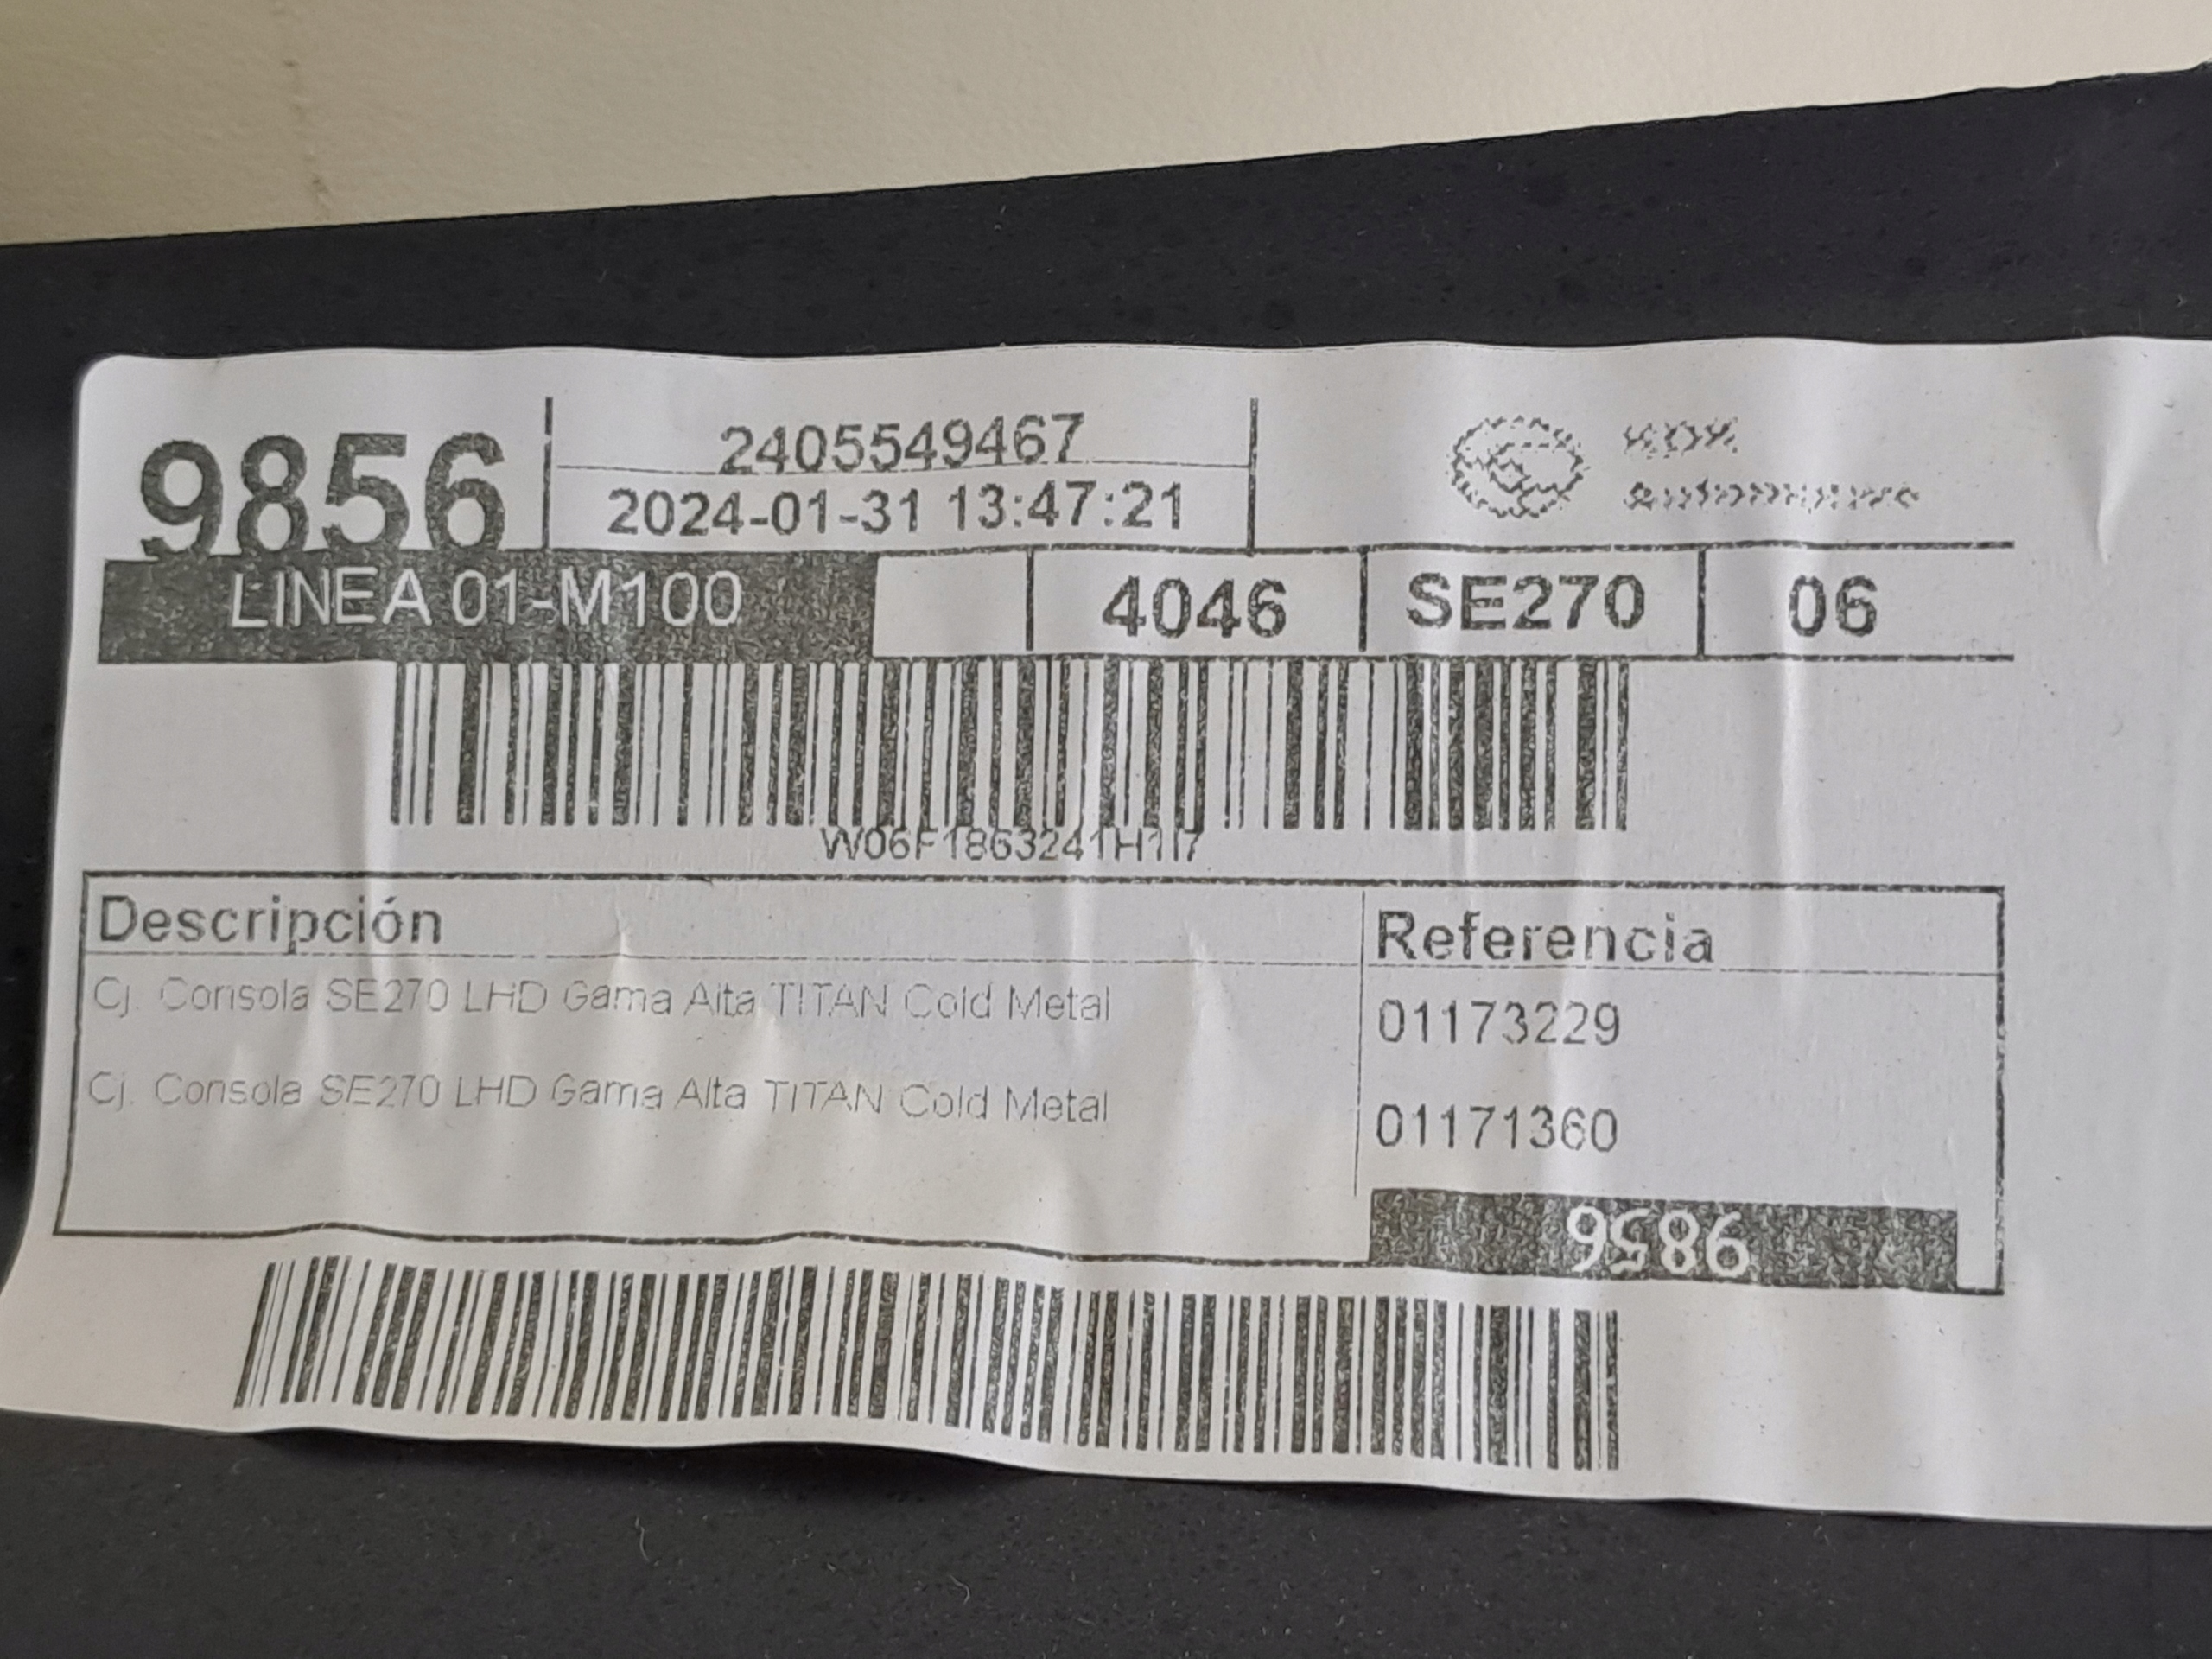 9856
2405549467
2024-01-31 13:47:21
LINEA 01-M100
4046
SE270
06
Descripción
Referencia
Cj. Consola SE270 LHD Gama Alta TITAN Cold Metal
01173229
Cj. Consola SE270 LHD Gama Alta TITAN Cold Metal
01171360
9856